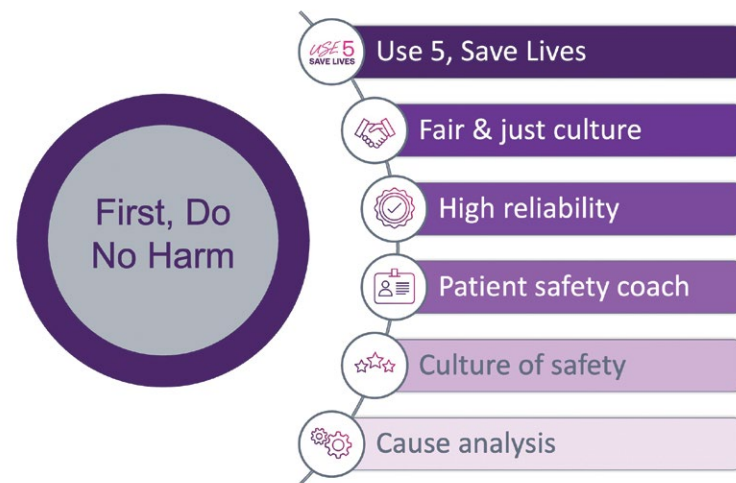 First, Do
No Harm
USE 5
SAVE LIVES
Use 5, Save Lives
Fair & just culture
High reliability
Patient safety coach
Culture of safety
Cause analysis